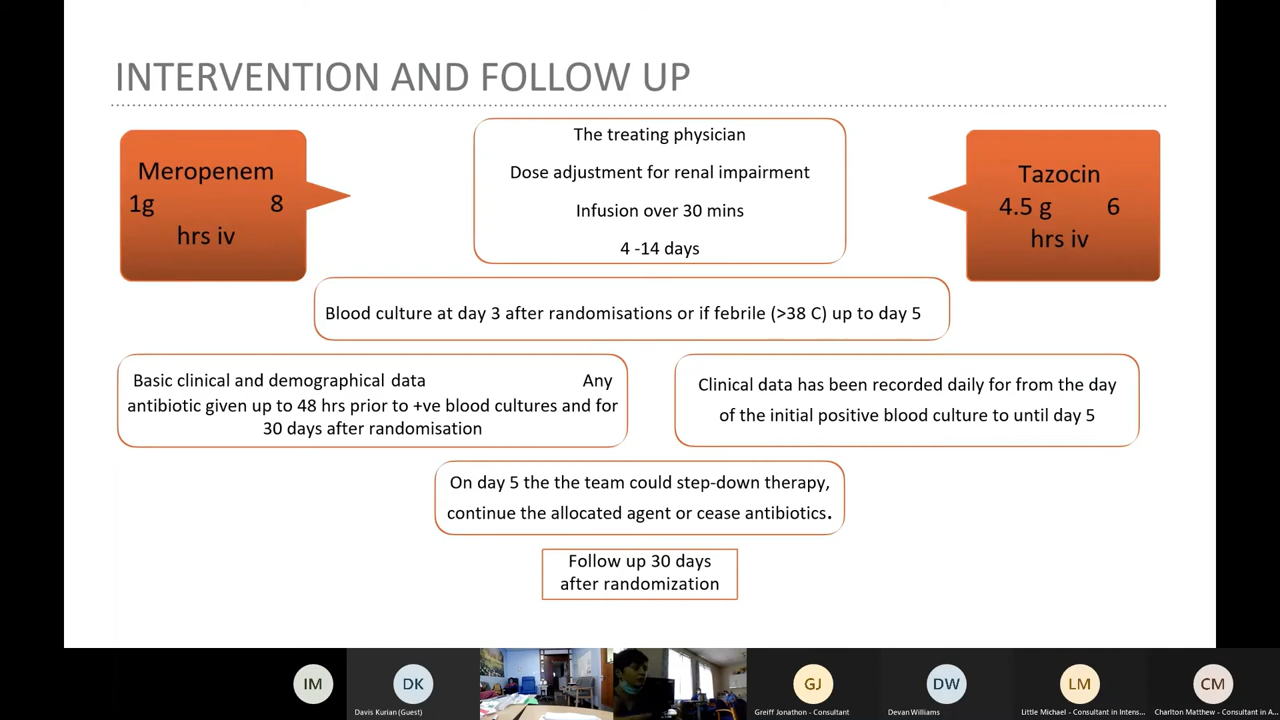 INTERVENTION AND FOLLOW UP
Meropenem
1g 8
hrs iv
The treating physician
Dose adjustment for renal impairment
Infusion over 30 mins
4 -14 days
Tazocin
4.5 g 6
hrs iv
Blood culture at day 3 after randomisations or if febrile (>38 C) up to day 5
Basic clinical and demographical data Any
antibiotic given up to 48 hrs prior to +ve blood cultures and for
30 days after randomisation
Clinical data has been recorded daily for from the day
of the initial positive blood culture to until day 5
On day 5 the the team could step-down therapy,
continue the allocated agent or cease antibiotics.
Follow up 30 days
after randomization
IM
DK
Davis Kurian (Guest)
GJ
Greiff Jonathon - Consultant
DW
Devan Williams
LM
Little Michael - Consultant in Intens...
CM
Charlton Matthew - Consultant in A...